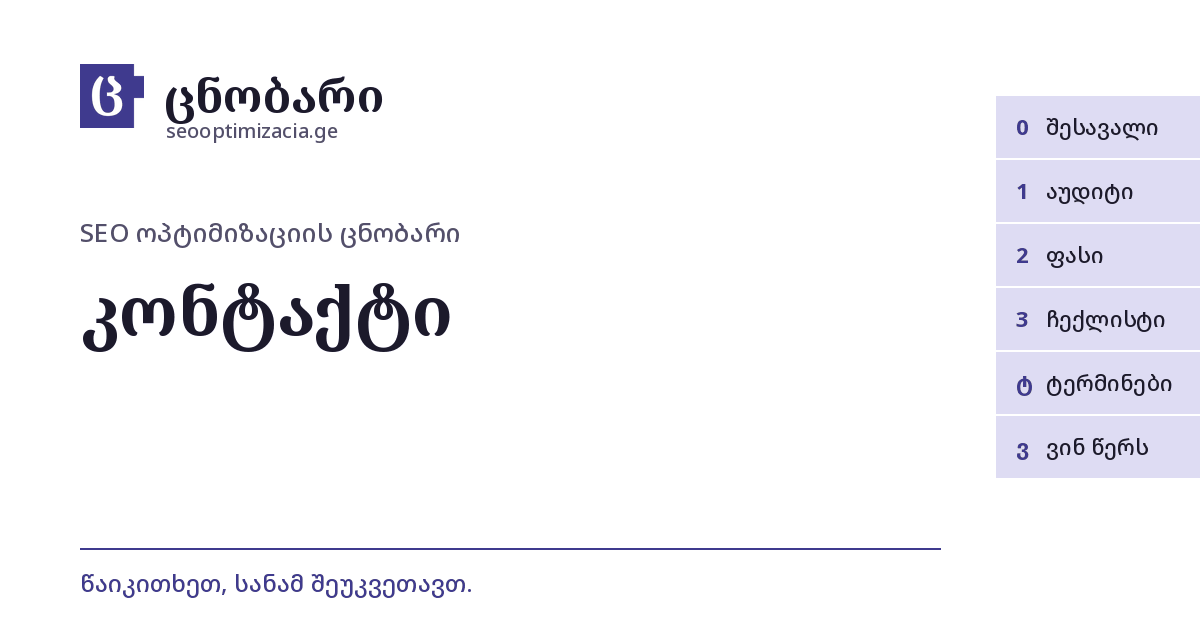 ც ცნობარი
seooptimizacia.ge
SEO ოპტიმიზაციის ცნობარი
კონტაქტი
0 შესავალი
1 აუდიტი
2 ფასი
3 ჩექლისტი
ტ ტერმინები
ვ ვინ წერს
წაიკითხეთ, სანამ შეუკვეთავთ.